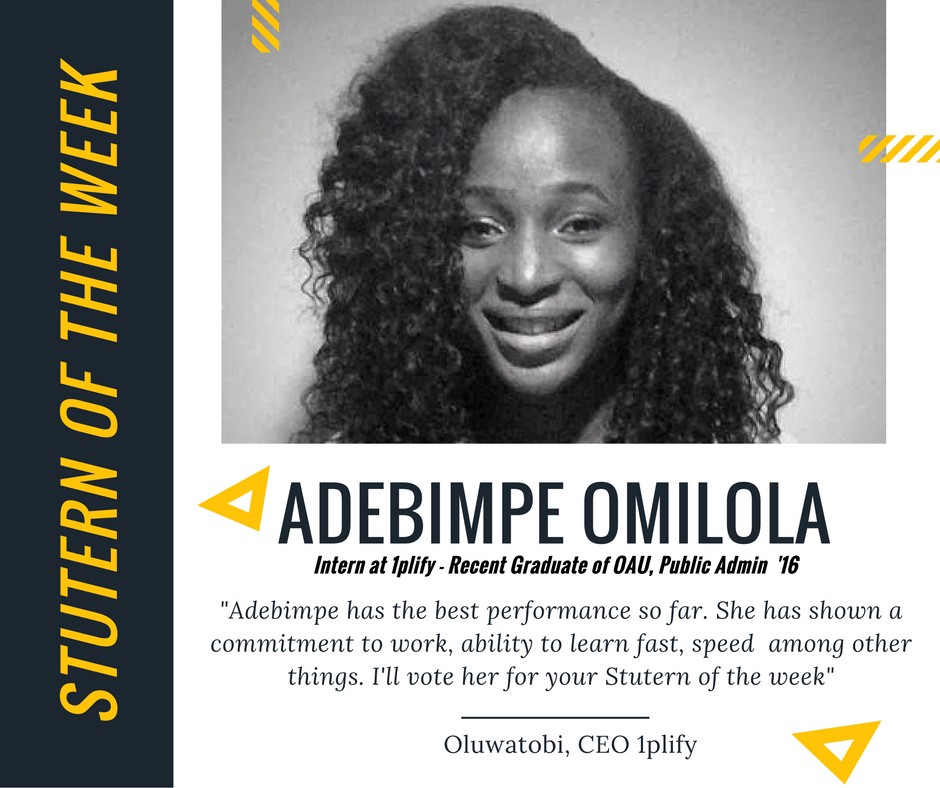 STUTERN OF THE WEEK
ADEBIMPE OMILOLA
Intern at 1plify - Recent Graduate of OAU, Public Admin '16
"Adebimpe has the best performance so far. She has shown a
commitment to work, ability to learn fast, speed among other
things. I'll vote her for your Stutern of the week"
Oluwatobi, CEO 1plify